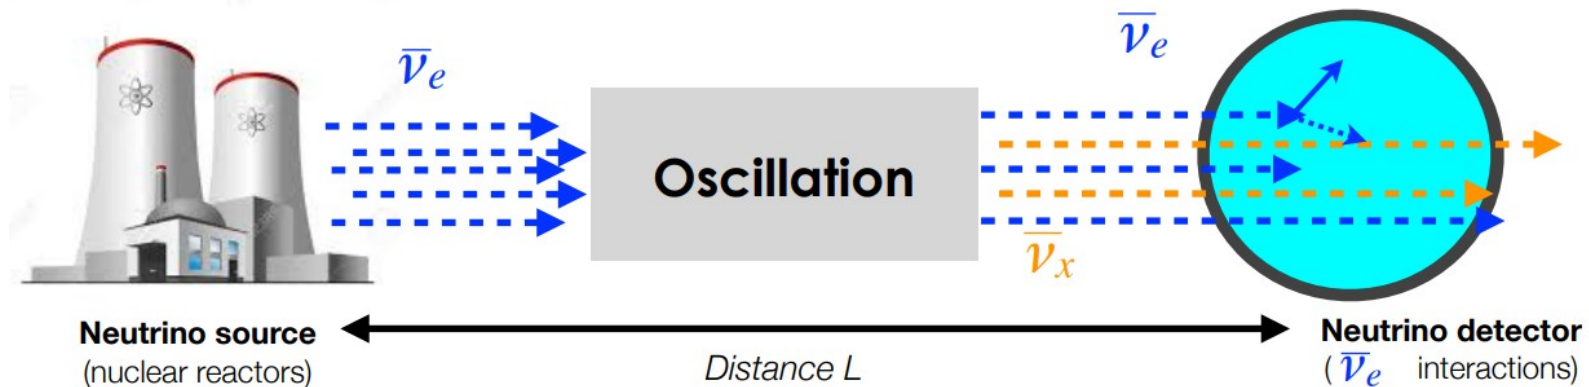 ν̅ₑ
ν̅ₑ
Oscillation
ν̅ₓ
Neutrino source
(nuclear reactors)
Distance L
Neutrino detector
( ν̅ₑ interactions)